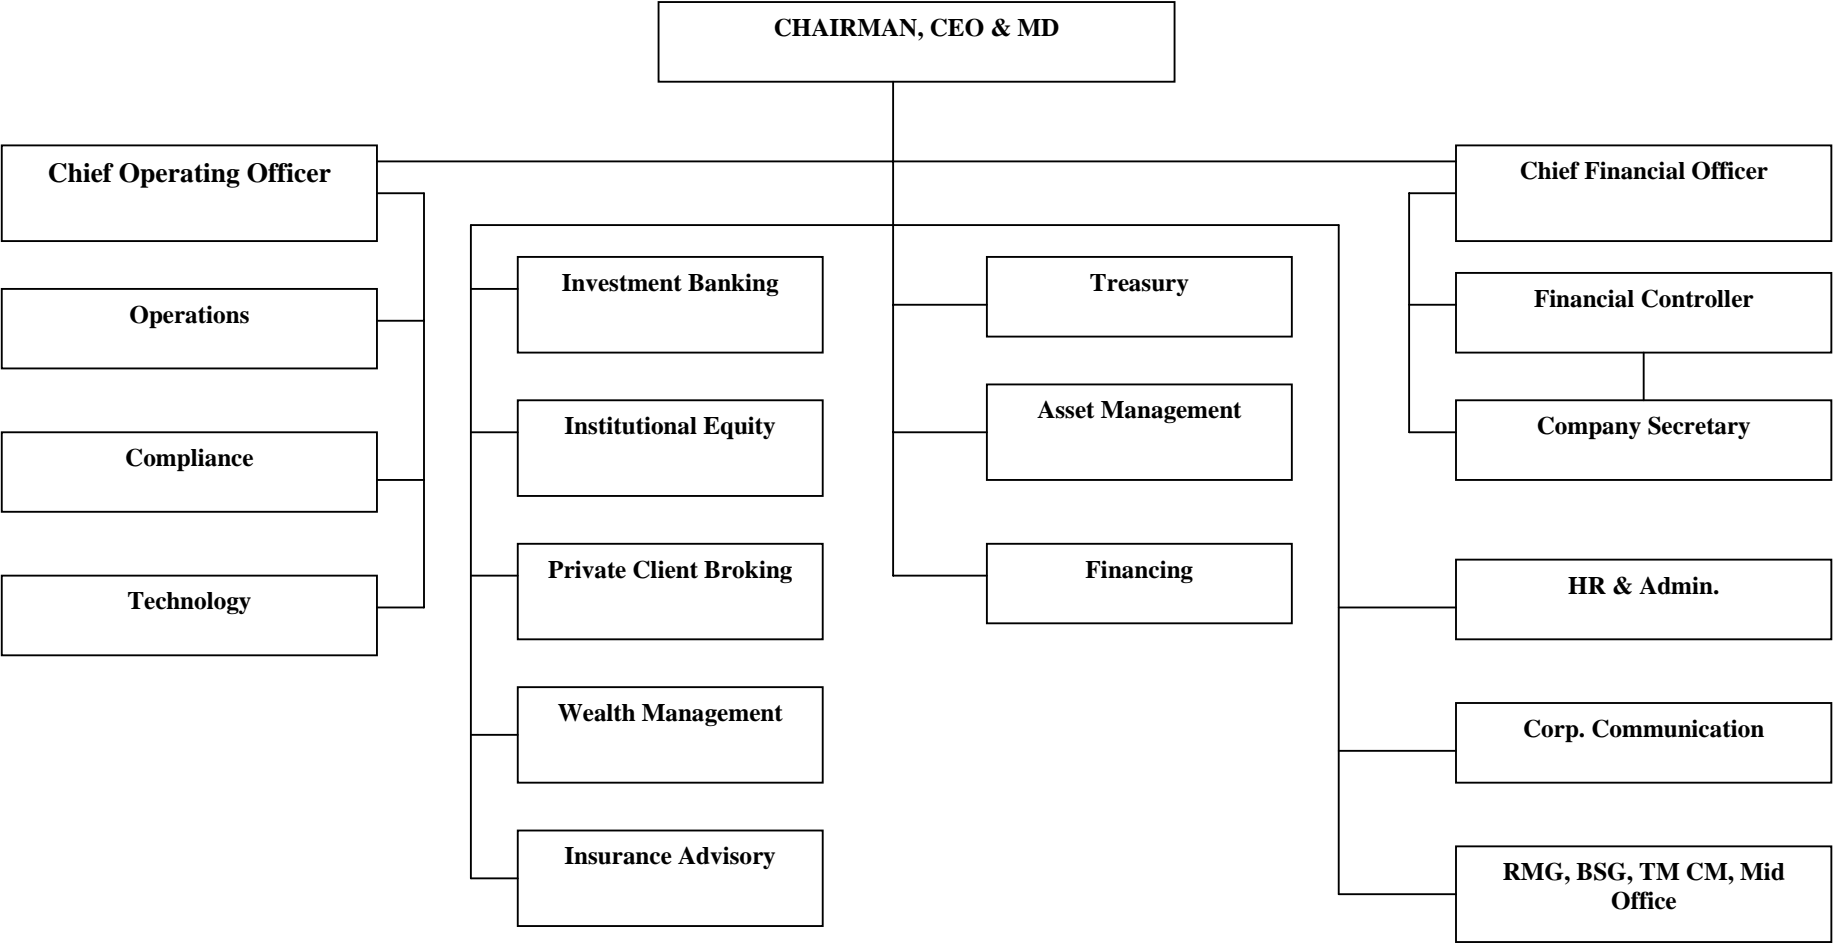 CHAIRMAN, CEO & MD
Chief Operating Officer
Chief Financial Officer
Operations
Compliance
Technology
Investment Banking
Institutional Equity
Private Client Broking
Wealth Management
Insurance Advisory
Treasury
Asset Management
Financing
Financial Controller
Company Secretary
HR & Admin.
Corp. Communication
RMG, BSG, TM CM, Mid
Office